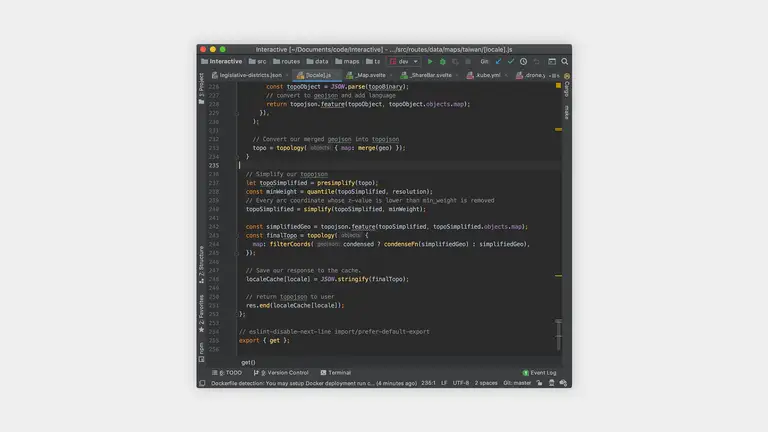 Interactive [~/Documents/code/Interactive] - .../src/routes/data/maps/taiwan/[locale].js
Interactive src routes data maps ts dev Git:
legislative-districts.json [locale].js _Map.svelte _ShareBar.svelte .kube.yml .drone.y
1: Project
Cargo
make
226 const topoObject = JSON.parse(topoBinary);
227 // convert to geojson and add language
228 return topojson.feature(topoObject, topoObject.objects.map);
229 }),
230 );
231
232 // Convert our merged geojson into topojson
233 topo = topology( objects: { map: merge(geo) });
234 }
235
236 // Simplify our topojson
237 let topoSimplified = presimplify(topo);
238 const minWeight = quantile(topoSimplified, resolution);
239 // Every arc coordinate whose z-value is lower than min_weight is removed
240 topoSimplified = simplify(topoSimplified, minWeight);
241
242 const simplifiedGeo = topojson.feature(topoSimplified, topoSimplified.objects.map);
243 const finalTopo = topology( objects: {
244 map: filterCoords( geojson: condensed ? condenseFn(simplifiedGeo) : simplifiedGeo),
245 });
246
247 // Save our response to the cache.
248 localeCache[locale] = JSON.stringify(finalTopo);
249
250 // return topojson to user
251 res.end(localeCache[locale]);
252 };
253
254 // eslint-disable-next-line import/prefer-default-export
255 export { get };
256
7: Structure
2: Favorites
npm
get()
6: TODO 9: Version Control Terminal Event Log
Dockerfile detection: You may setup Docker deployment run c... (4 minutes ago) 235:1 LF UTF-8 2 spaces Git: master